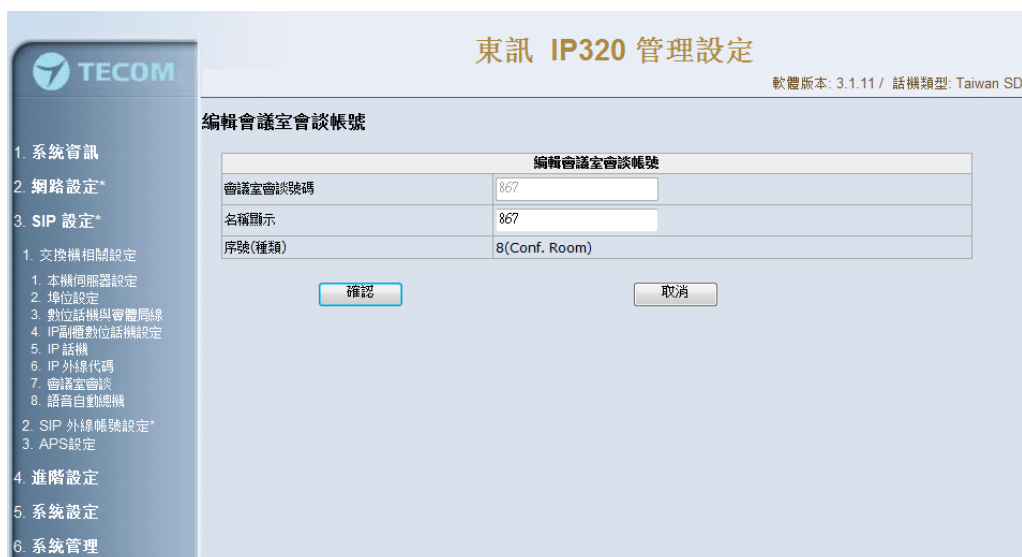 TECOM
東訊 IP320 管理設定
軟體版本: 3.1.11 / 話機類型: Taiwan SD
1. 系統資訊
2. 網路設定*
3. SIP 設定*
1. 交換機相關設定
1. 本機伺服器設定
2. 埠位設定
3. 數位話機與實體局線
4. IP副櫃數位話機設定
5. IP 話機
6. IP 外線代碼
7. 會議室會談
8. 語音自動總機
2. SIP 外線帳號設定*
3. APS設定
4. 進階設定
5. 系統設定
6. 系統管理
編輯會議室會談帳號
編輯會議室會談帳號
會議室會談號碼 867
名稱顯示 867
序號(種類) 8(Conf. Room)
確認 取消